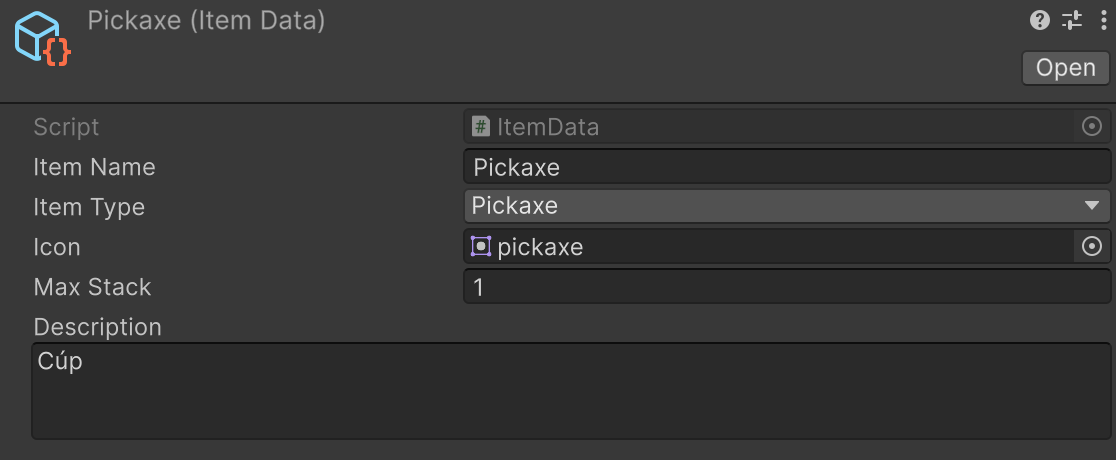 Pickaxe (Item Data)
Open
Script # ItemData
Item Name Pickaxe
Item Type Pickaxe
Icon pickaxe
Max Stack 1
Description
Cúp